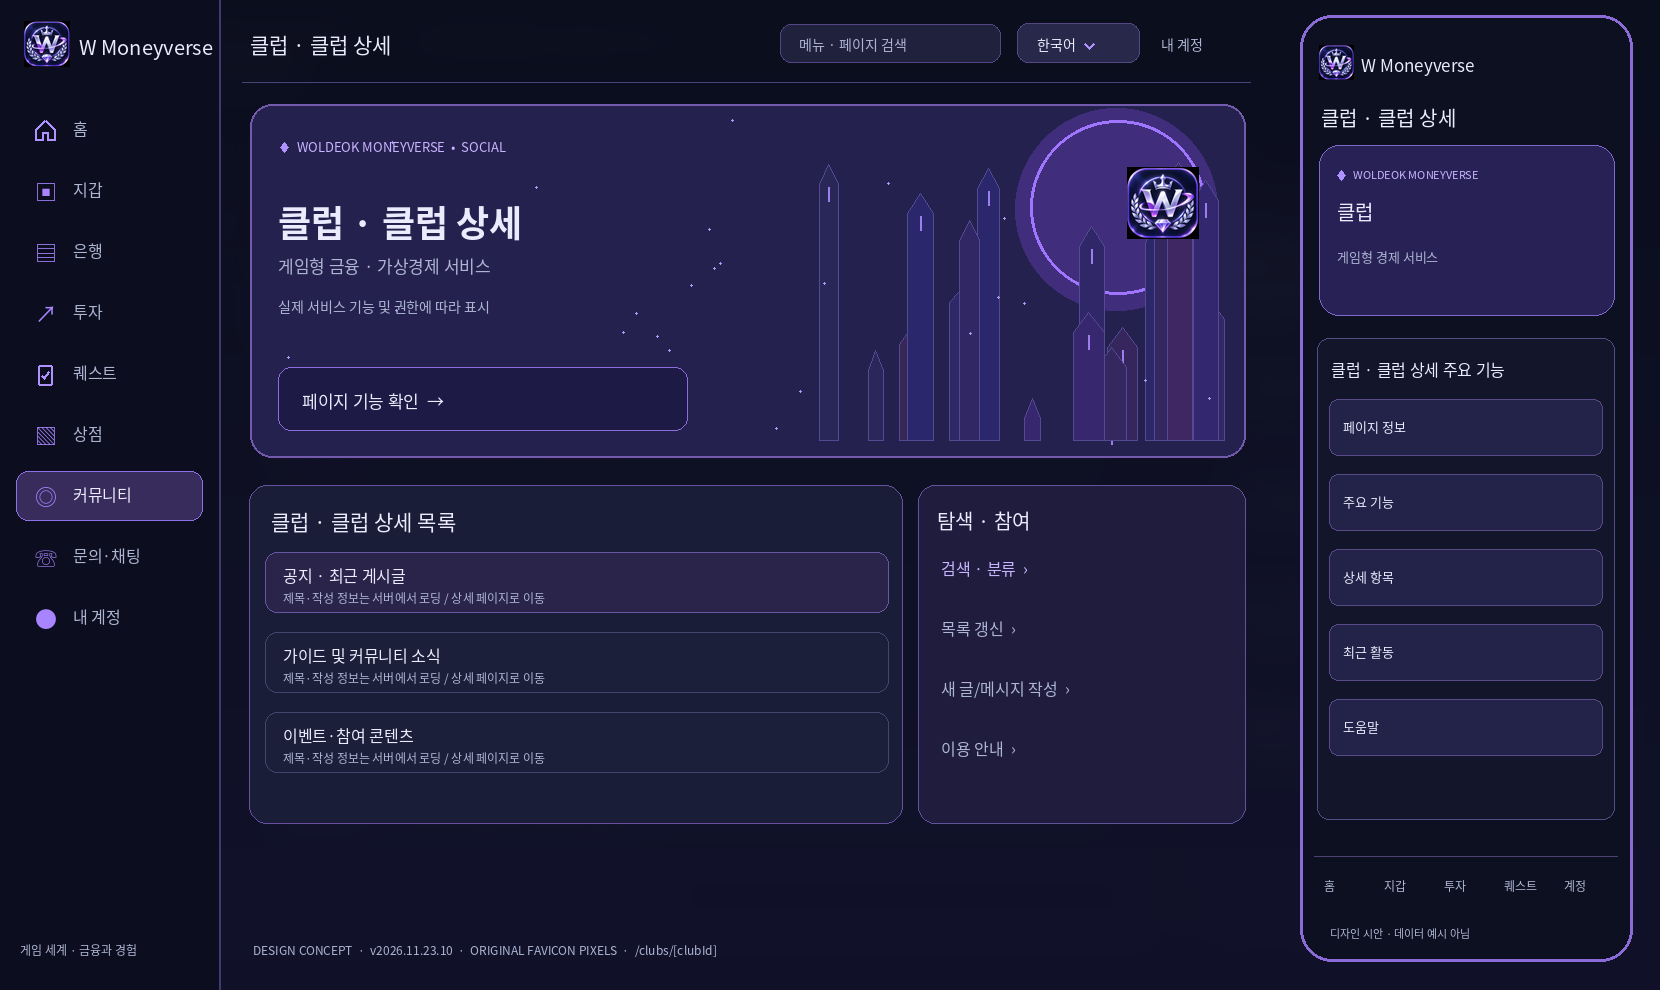 W Moneyverse
홈
지갑
은행
투자
퀘스트
상점
커뮤니티
문의·채팅
내 계정
게임 세계 · 금융과 경험
클럽 · 클럽 상세
메뉴 · 페이지 검색
한국어
내 계정
WOLDEOK MONEYVERSE • SOCIAL
클럽 · 클럽 상세
게임형 금융 · 가상경제 서비스
실제 서비스 기능 및 권한에 따라 표시
페이지 기능 확인 →
W
클럽 · 클럽 상세 목록
공지 · 최근 게시글
제목·작성 정보는 서버에서 로딩 / 상세 페이지로 이동
가이드 및 커뮤니티 소식
제목·작성 정보는 서버에서 로딩 / 상세 페이지로 이동
이벤트·참여 콘텐츠
제목·작성 정보는 서버에서 로딩 / 상세 페이지로 이동
탐색 · 참여
검색 · 분류 ›
목록 갱신 ›
새 글/메시지 작성 ›
이용 안내 ›
DESIGN CONCEPT · v2026.11.23.10 · ORIGINAL FAVICON PIXELS · /clubs/[clubId]
W Moneyverse
클럽 · 클럽 상세
WOLDEOK MONEYVERSE
클럽
게임형 경제 서비스
클럽 · 클럽 상세 주요 기능
페이지 정보
주요 기능
상세 항목
최근 활동
도움말
홈 지갑 투자 퀘스트 계정
디자인 시안 · 데이터 예시 아님